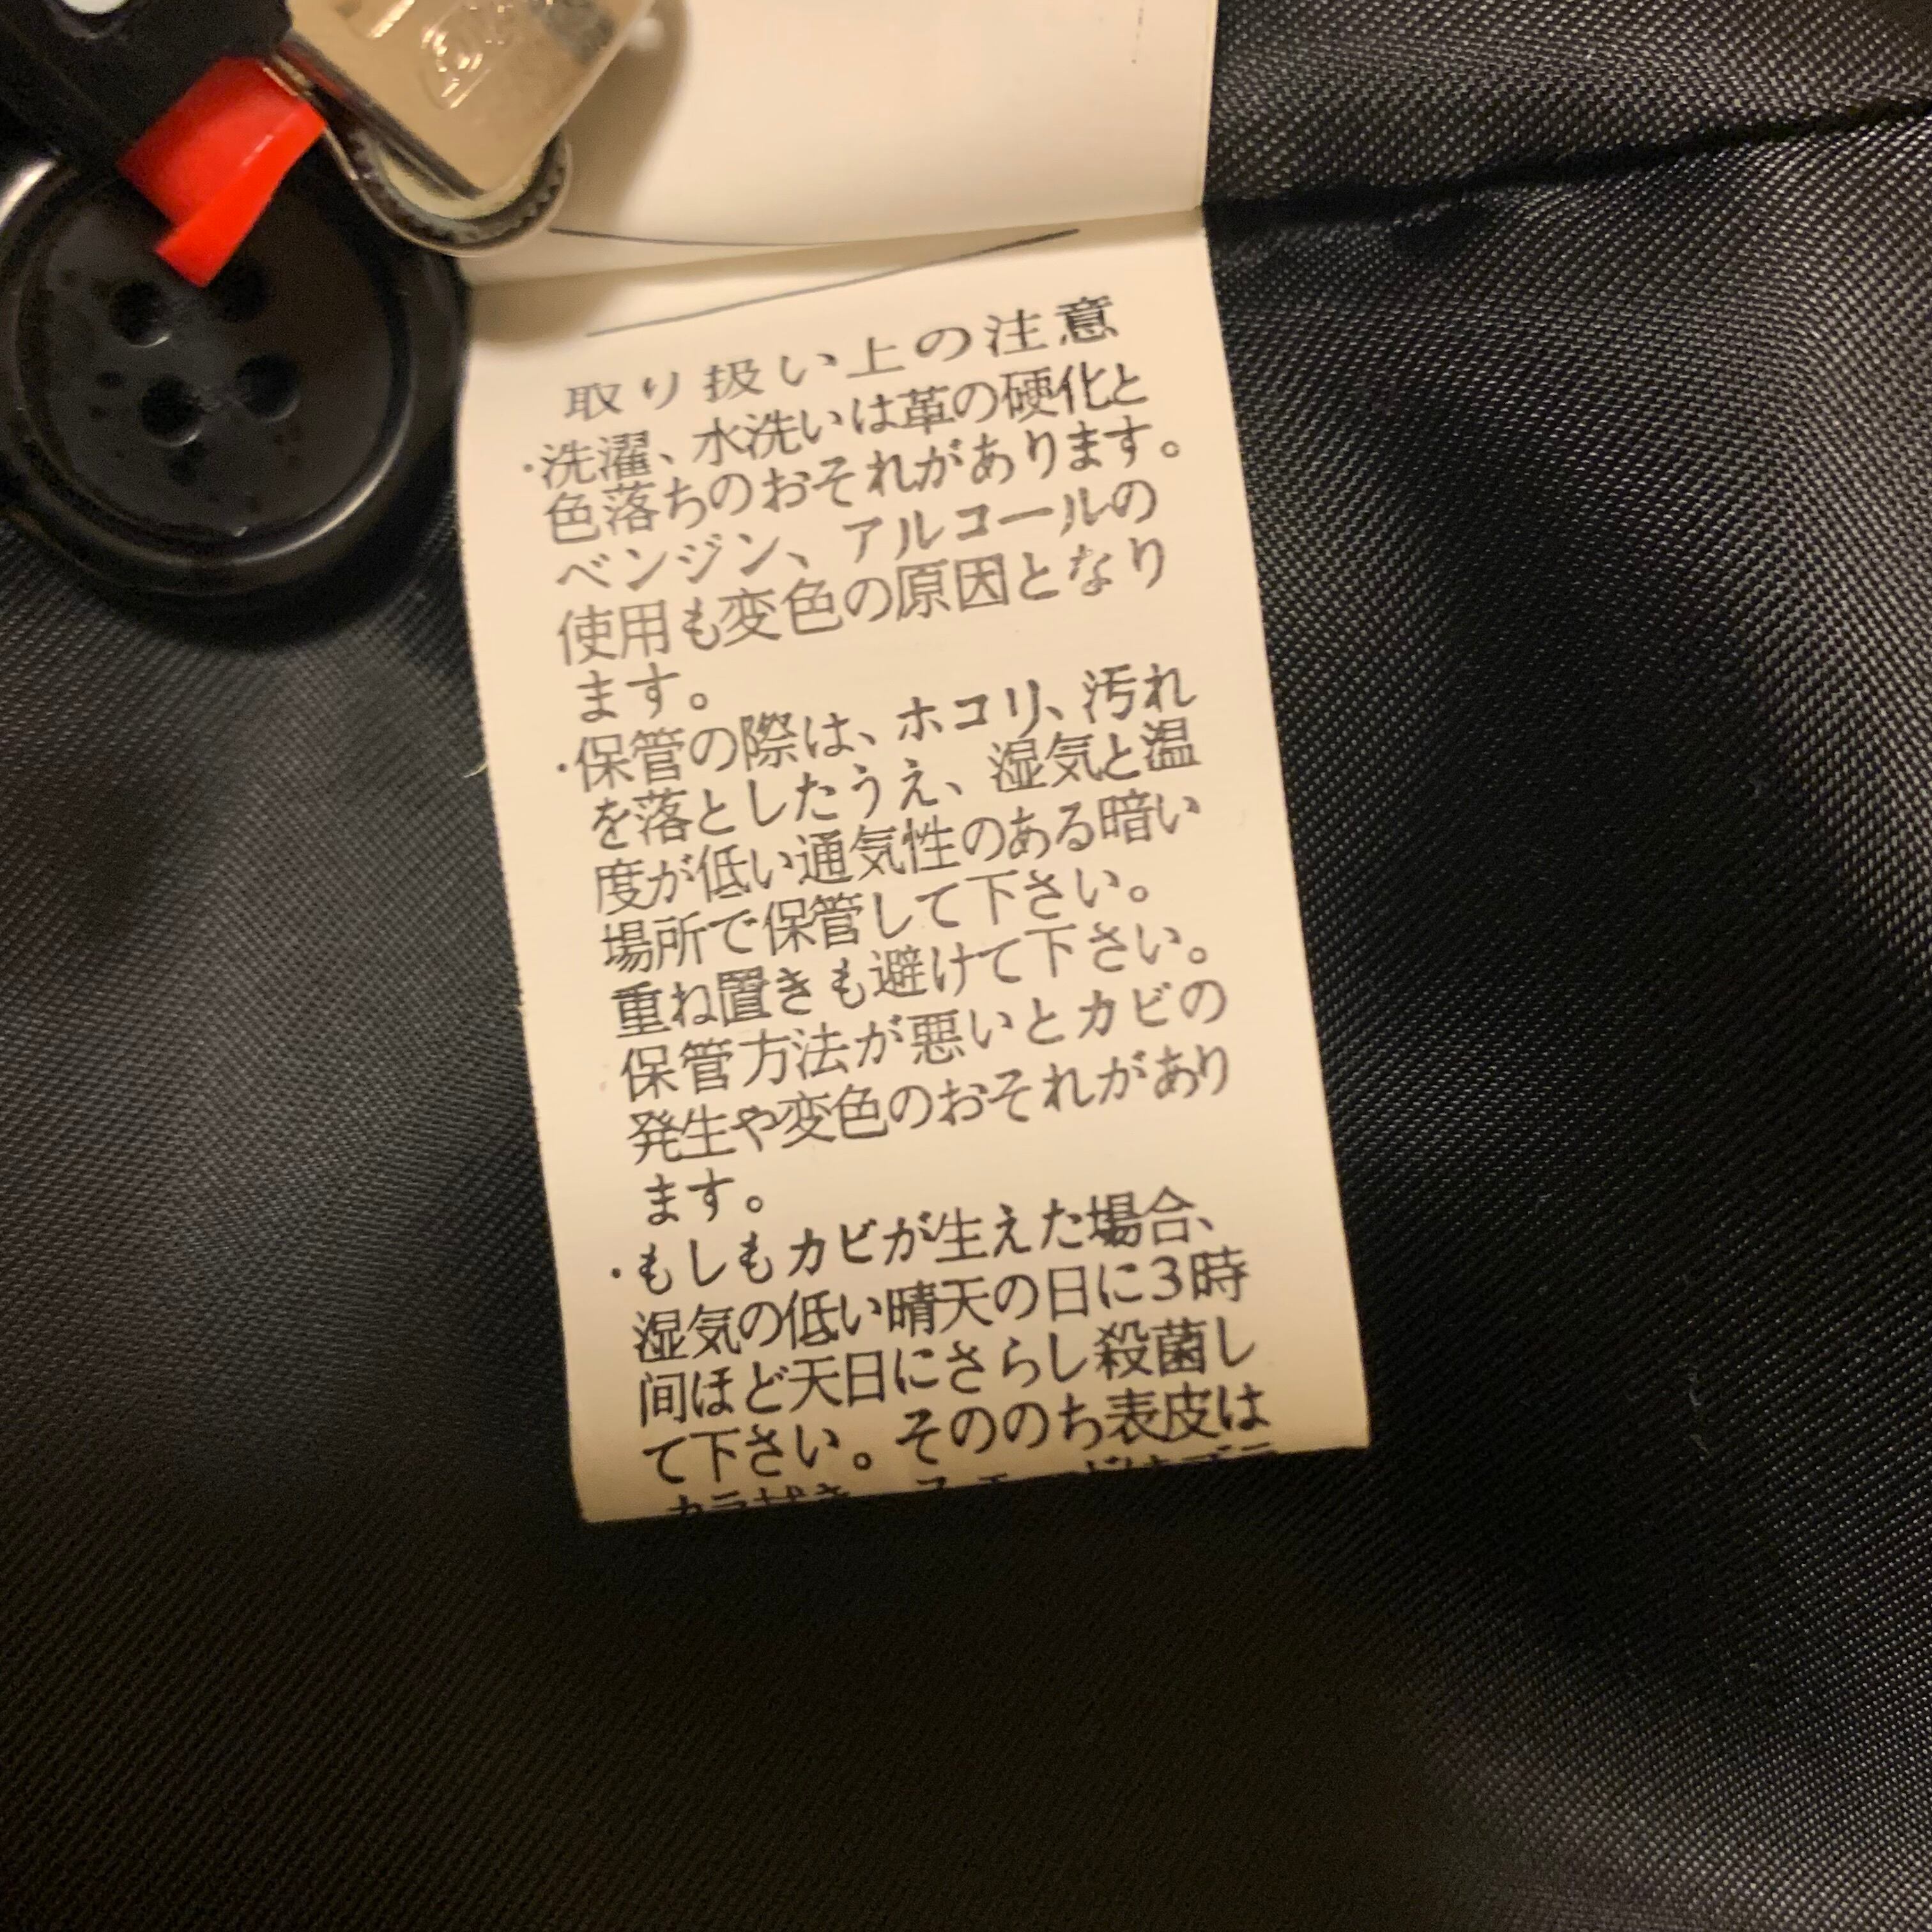 取り扱い上の注意
・洗濯、水洗いは革の硬化と
色落ちのおそれがあります。
ベンジン、アルコールの
使用も変色の原因となり
ます。
・保管の際は、ホコリ、汚れ
を落としたうえ、湿気と温
度が低い通気性のある暗い
場所で保管して下さい。
重ね置きも避けて下さい。
保管方法が悪いとカビの
発生や変色のおそれがあり
ます。
・もしもカビが生えた場合、
湿気の低い晴天の日に3時
間ほど天日にさらし殺菌し
て下さい。そののち表皮は